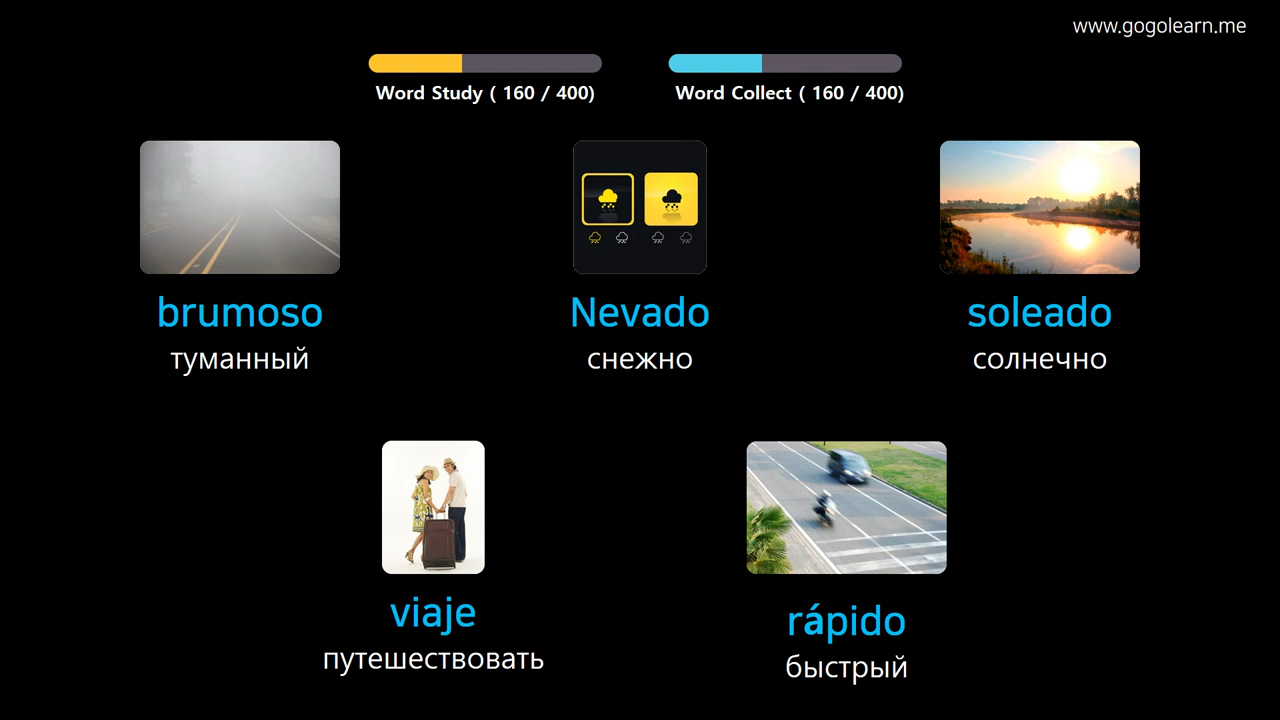 www.gogolearn.me
Word Study ( 160 / 400)
Word Collect ( 160 / 400)
brumoso
туманный
Nevado
снежно
soleado
солнечно
viaje
путешествовать
rápido
быстрый